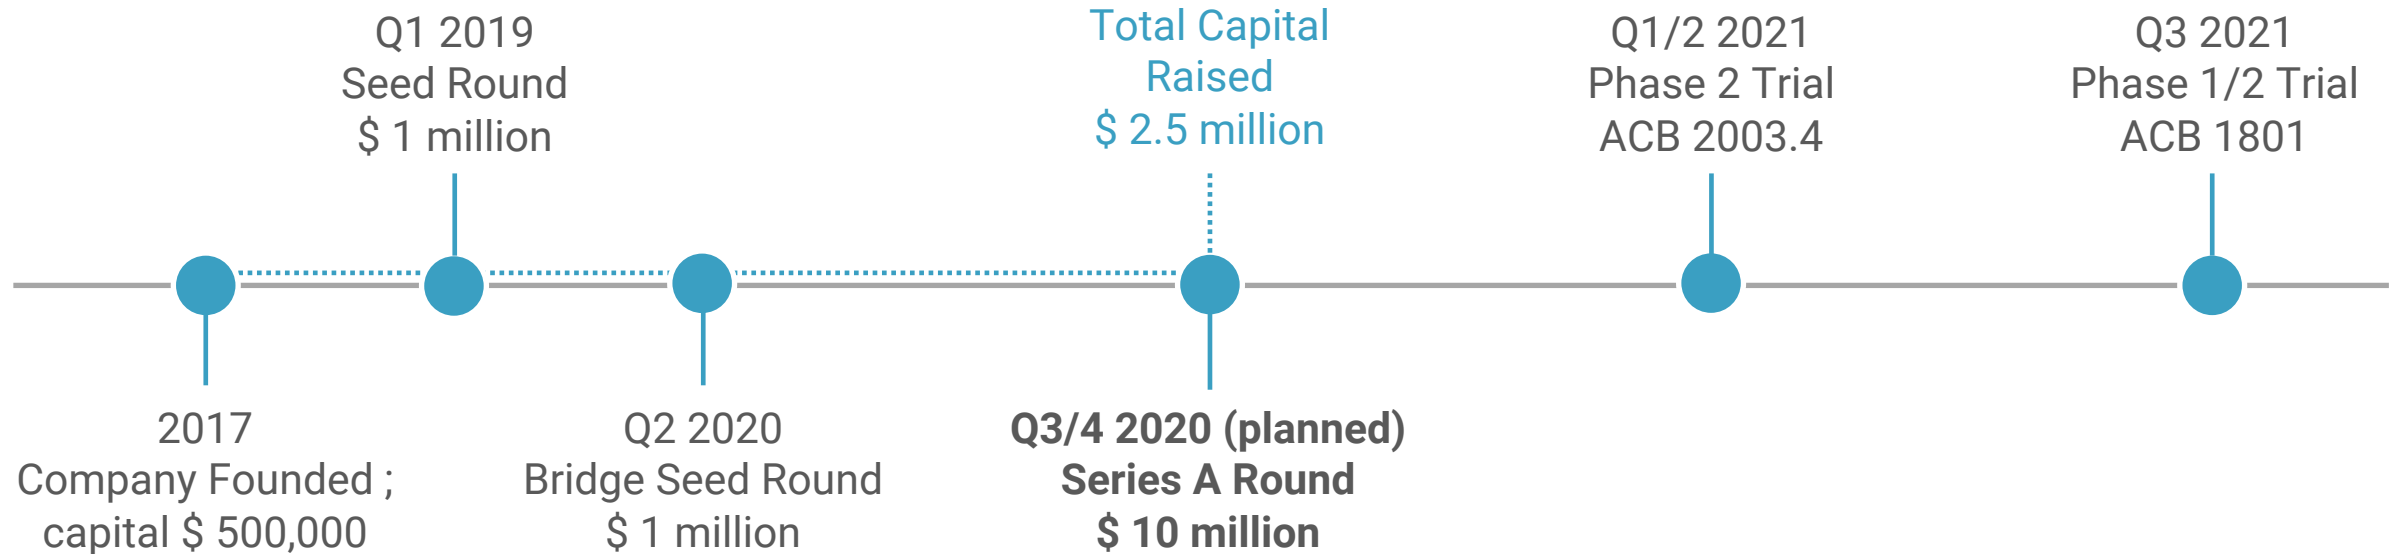 Q1 2019
Seed Round
$ 1 million
Total Capital
Raised
$ 2.5 million
Q1/2 2021
Phase 2 Trial
ACB 2003.4
Q3 2021
Phase 1/2 Trial
ACB 1801
2017
Company Founded ;
capital $ 500,000
Q2 2020
Bridge Seed Round
$ 1 million
Q3/4 2020 (planned)
Series A Round
$ 10 million